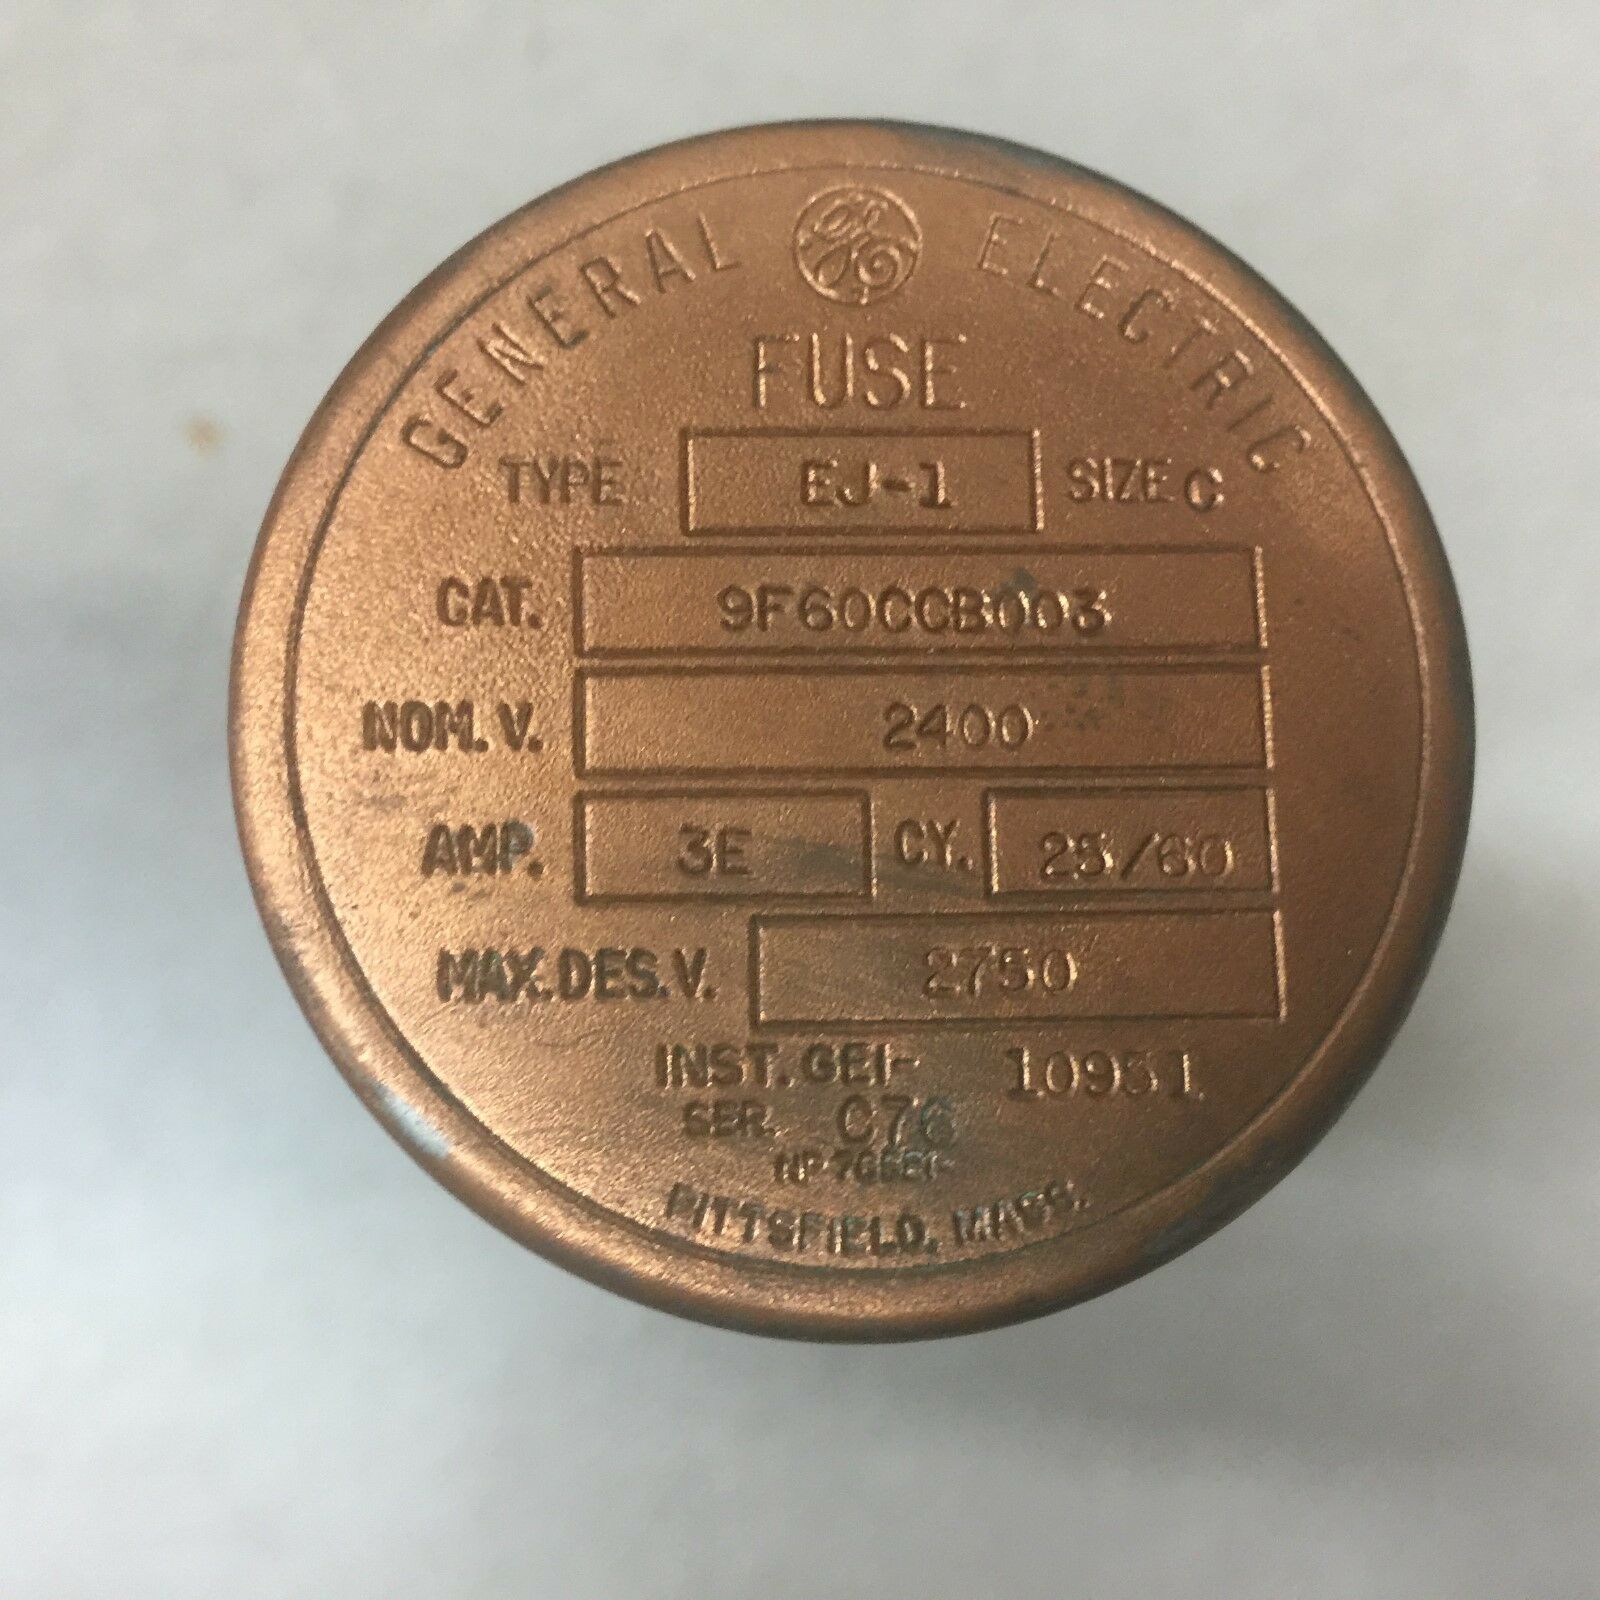 GENERAL GE ELECTRIC
FUSE
TYPE EJ-1 SIZE C
CAT. 9F60CCB003
NOM. V. 2400
AMP. 3E CY. 25/60
MAX. DES. V. 2750
INST. GEI- 10951
SER. C76
PITTSFIELD, MASS.